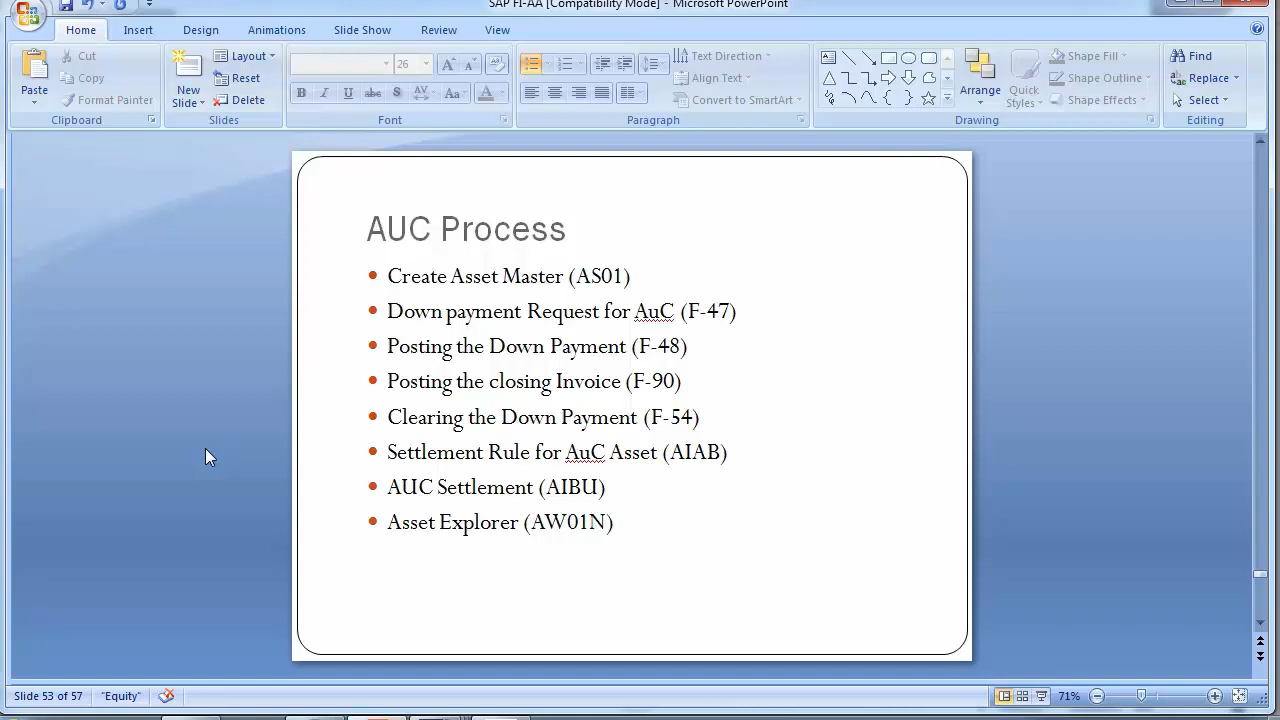 SAP FI-AA [Compatibility Mode] - Microsoft PowerPoint
Home Insert Design Animations Slide Show Review View
Paste
Cut
Copy
Format Painter
Clipboard
New Slide
Layout
Reset
Delete
Slides
26
B I U abc S AV Aa A
Font
Text Direction
Align Text
Convert to SmartArt
Paragraph
Arrange
Quick Styles
Shape Fill
Shape Outline
Shape Effects
Drawing
Find
Replace
Select
Editing
AUC Process
• Create Asset Master (AS01)
• Down payment Request for AuC (F-47)
• Posting the Down Payment (F-48)
• Posting the closing Invoice (F-90)
• Clearing the Down Payment (F-54)
• Settlement Rule for AuC Asset (AIAB)
• AUC Settlement (AIBU)
• Asset Explorer (AW01N)
Slide 53 of 57 "Equity" 71%